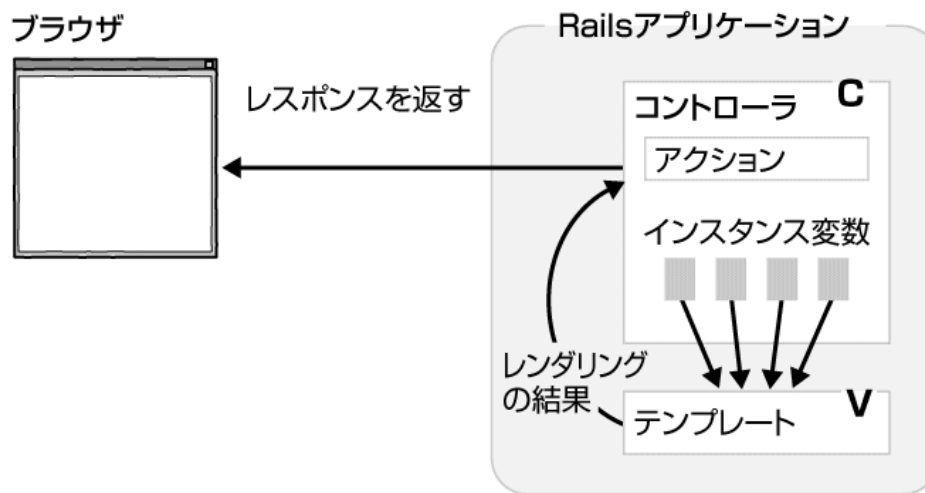 ブラウザ
Railsアプリケーション
レスポンスを返す
コントローラ
C
アクション
インスタンス変数
レンダリング
の結果
テンプレート
V